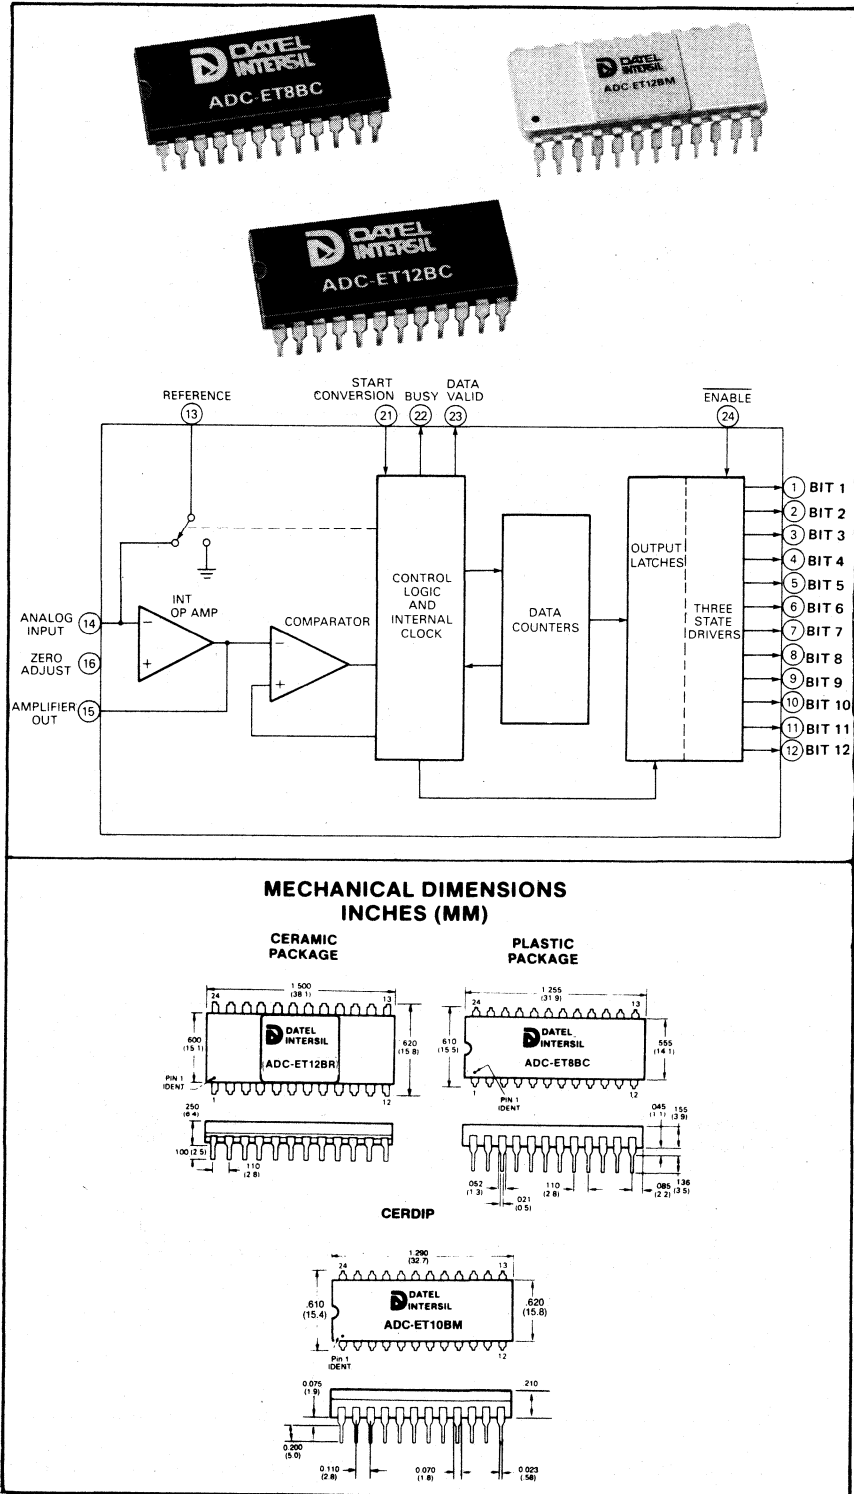 DATEL
INTERSIL
ADC-ET8BC
DATEL
INTERSIL
ADC-ET12BM
DATEL
INTERSIL
ADC-ET12BC
REFERENCE
13
START
CONVERSION
21
BUSY
22
DATA
VALID
23
ENABLE
24
1 BIT 1
2 BIT 2
3 BIT 3
4 BIT 4
5 BIT 5
6 BIT 6
7 BIT 7
8 BIT 8
9 BIT 9
10 BIT 10
11 BIT 11
12 BIT 12
OUTPUT
LATCHES
THREE
STATE
DRIVERS
CONTROL
LOGIC
AND
INTERNAL
CLOCK
DATA
COUNTERS
INT
OP AMP
COMPARATOR
ANALOG
INPUT
14
ZERO
ADJUST
16
AMPLIFIER
OUT
15
−
+
−
+
MECHANICAL DIMENSIONS
INCHES (MM)
CERAMIC
PACKAGE
1 500
(38 1)
24
13
600
(15 1)
620
(15 8)
DATEL
INTERSIL
ADC-ET12BR
PIN 1
IDENT
1
12
250
(6.4)
100 (2 5)
110
(2 8)
PLASTIC
PACKAGE
1 255
(31 9)
24
13
610
(15 5)
555
(14 1)
DATEL
INTERSIL
ADC-ET8BC
1
PIN 1
IDENT
12
045
(1 1)
155
(3 9)
052
(1 3)
021
(0 5)
110
(2 8)
085
(2 2)
136
(3 5)
CERDIP
1.290
(32.7)
24
13
.610
(15.4)
.620
(15.8)
DATEL
INTERSIL
ADC-ET10BM
Pin 1
IDENT
12
0.075
(1.9)
210
0.200
(5.0)
0.110
(2.8)
0.070
(1 8)
0 023
(.58)